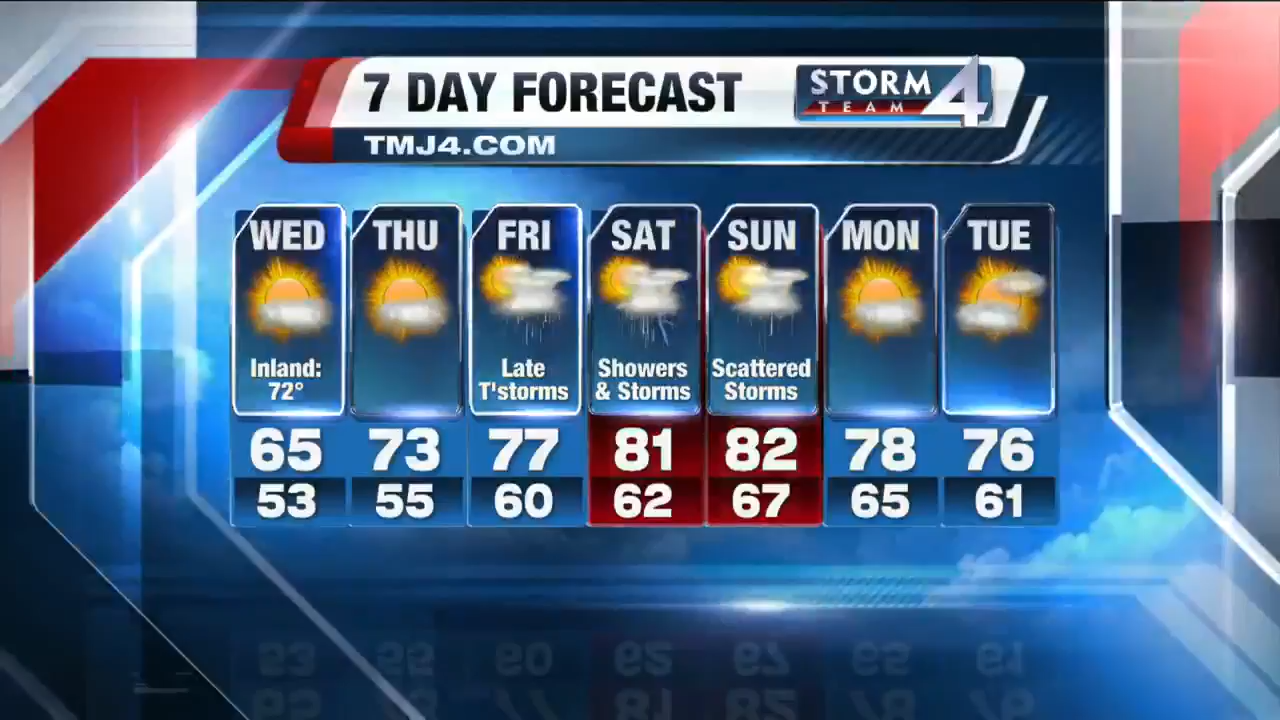 7 DAY FORECAST
STORM 4
TEAM
TMJ4.COM
WED THU FRI SAT SUN MON TUE
Inland: Late Showers Scattered
72° T'storms & Storms Storms
65 73 77 81 82 78 76
53 55 60 62 67 65 61